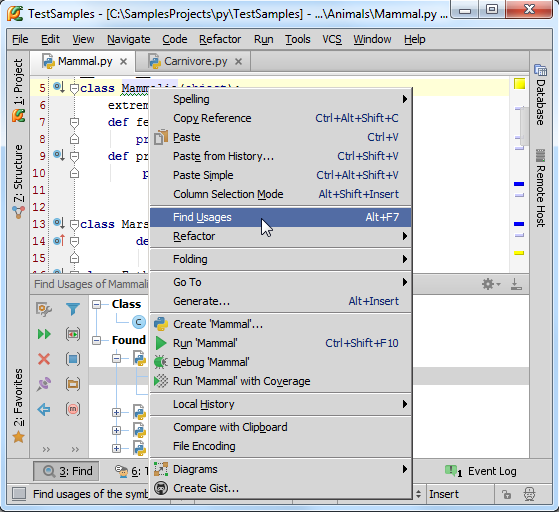 TestSamples - [C:\SamplesProjects\py\TestSamples] - ...\Animals\Mammal.py
File Edit View Navigate Code Refactor Run Tools VCS Window Help
Mammal.py Carnivore.py
1: Project
Z: Structure
2: Favorites
Database
Remote Host
5 class Mammalia(object):
6 extrem
7 def fe
8 pr
9 def pr
10 p
11
12
13 class Mars
14 de
15
16
Spelling
Copy Reference Ctrl+Alt+Shift+C
Paste Ctrl+V
Paste from History... Ctrl+Shift+V
Paste Simple Ctrl+Alt+Shift+V
Column Selection Mode Alt+Shift+Insert
Find Usages Alt+F7
Refactor
Folding
Go To
Generate... Alt+Insert
Create 'Mammal'...
Run 'Mammal' Ctrl+Shift+F10
Debug 'Mammal'
Run 'Mammal' with Coverage
Local History
Compare with Clipboard
File Encoding
Diagrams
Create Gist...
Find Usages of Mammali
Class
C
Found
3: Find 6: T 1 Event Log
Find usages of the symb Insert